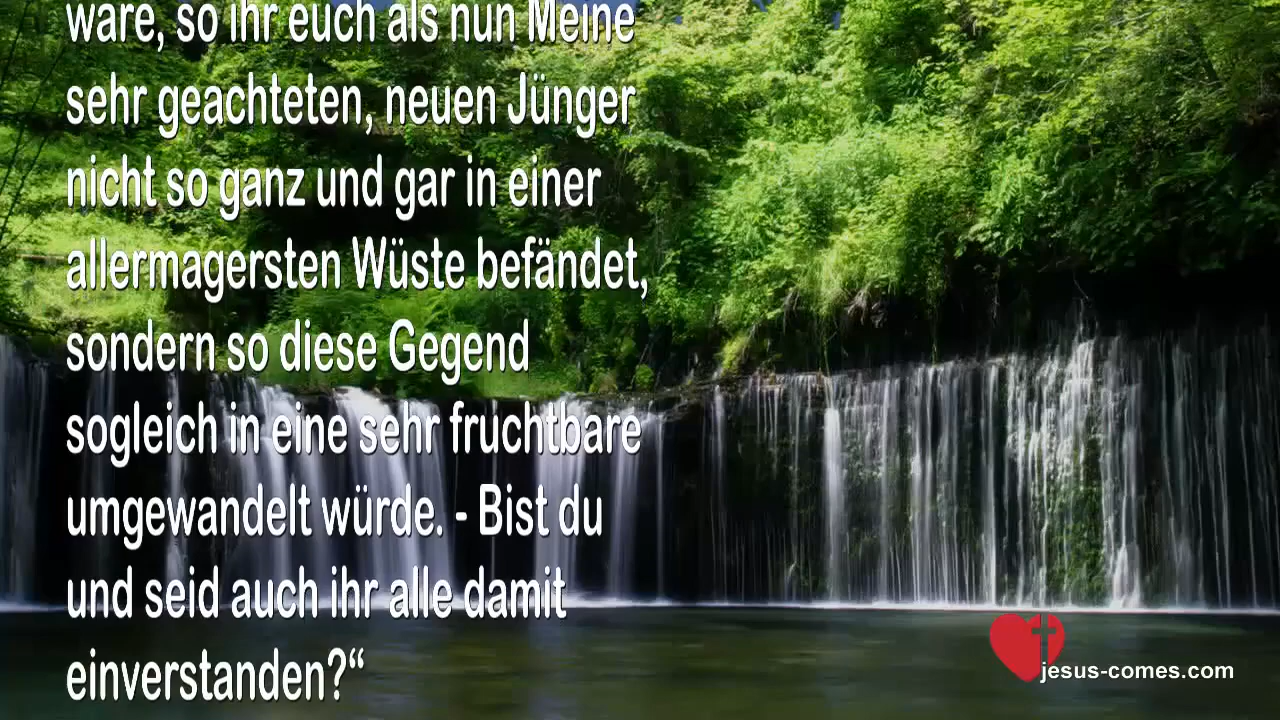 wäre, so ihr euch als nun Meine
sehr geachteten, neuen Jünger
nicht so ganz und gar in einer
allermagersten Wüste befändet,
sondern so diese Gegend
sogleich in eine sehr fruchtbare
umgewandelt würde. - Bist du
und seid auch ihr alle damit
einverstanden?“
jesus-comes.com